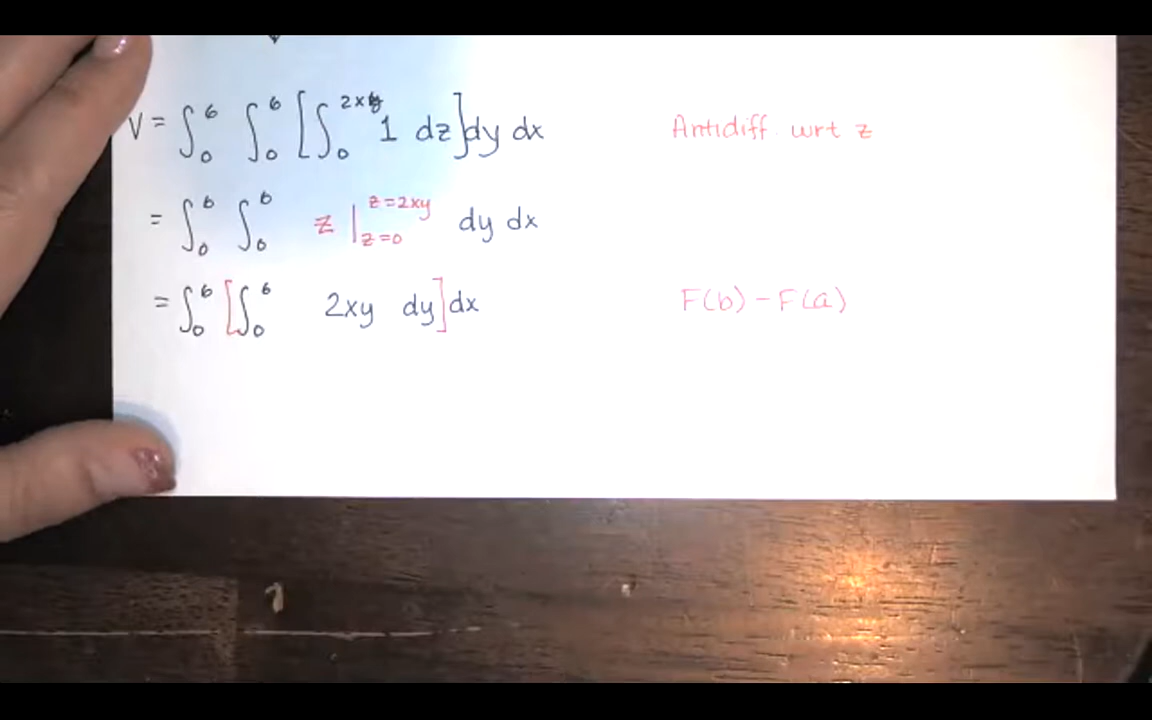 V = ∫₀⁶ ∫₀⁶ [∫₀^{2xy} 1 dz] dy dx Antidiff. wrt z
= ∫₀⁶ ∫₀⁶ z |_{z=0}^{z=2xy} dy dx
= ∫₀⁶ [∫₀⁶ 2xy dy] dx F(b) - F(a)